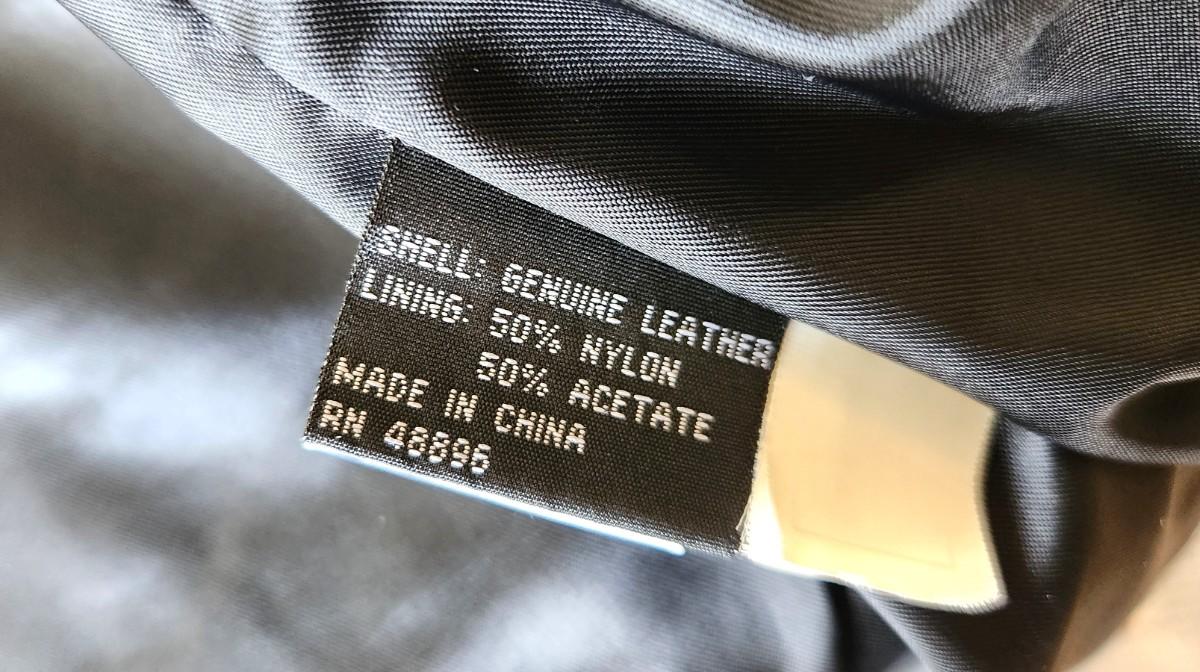 SHELL: GENUINE LEATHER
LINING: 50% NYLON
50% ACETATE
MADE IN CHINA
RN 48896